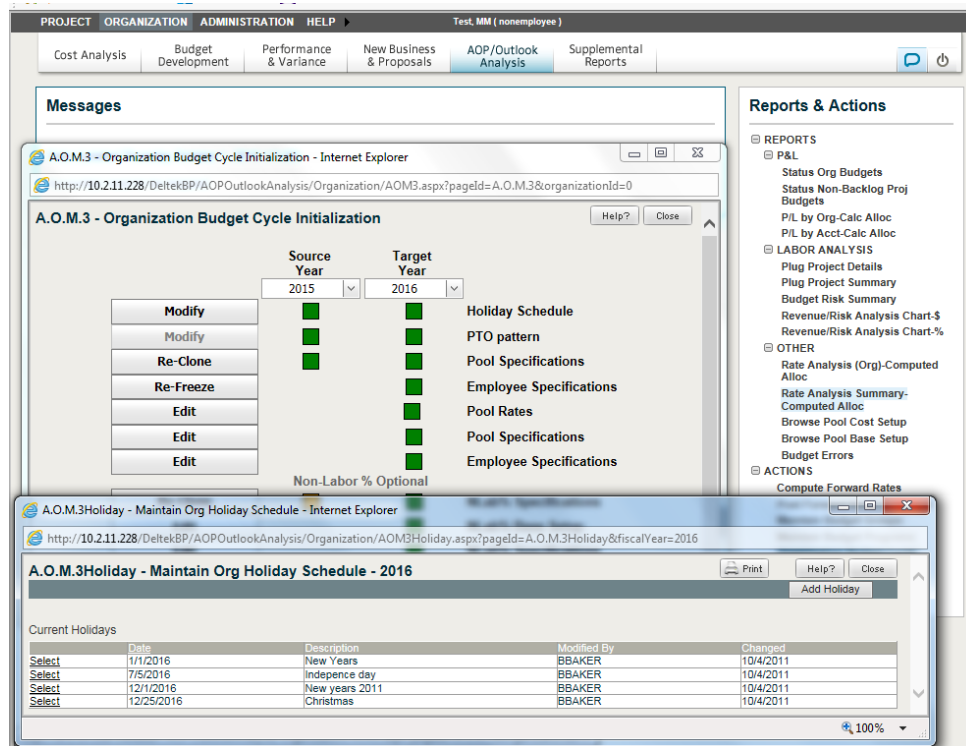 PROJECT ORGANIZATION ADMINISTRATION HELP Test, MM ( nonemployee )
Cost Analysis
Budget
Development
Performance
& Variance
New Business
& Proposals
AOP/Outlook
Analysis
Supplemental
Reports
Messages
A.O.M.3 - Organization Budget Cycle Initialization - Internet Explorer
http://10.2.11.228/DeltekBP/AOPOutlookAnalysis/Organization/AOM3.aspx?pageId=A.O.M.3&organizationId=0
A.O.M.3 - Organization Budget Cycle Initialization Help? Close
Source
Year
Target
Year
2015 2016
Modify Holiday Schedule
Modify PTO pattern
Re-Clone Pool Specifications
Re-Freeze Employee Specifications
Edit Pool Rates
Edit Pool Specifications
Edit Employee Specifications
Non-Labor % Optional
Reports & Actions
REPORTS
P&L
Status Org Budgets
Status Non-Backlog Proj
Budgets
P/L by Org-Calc Alloc
P/L by Acct-Calc Alloc
LABOR ANALYSIS
Plug Project Details
Plug Project Summary
Budget Risk Summary
Revenue/Risk Analysis Chart-$
Revenue/Risk Analysis Chart-%
OTHER
Rate Analysis (Org)-Computed
Alloc
Rate Analysis Summary-
Computed Alloc
Browse Pool Cost Setup
Browse Pool Base Setup
Budget Errors
ACTIONS
Compute Forward Rates
A.O.M.3Holiday - Maintain Org Holiday Schedule - Internet Explorer
http://10.2.11.228/DeltekBP/AOPOutlookAnalysis/Organization/AOM3Holiday.aspx?pageId=A.O.M.3Holiday&fiscalYear=2016
A.O.M.3Holiday - Maintain Org Holiday Schedule - 2016 Print Help? Close
Add Holiday
Current Holidays
Date Description Modified By Changed
Select 1/1/2016 New Years BBAKER 10/4/2011
Select 7/5/2016 Indepence day BBAKER 10/4/2011
Select 12/1/2016 New years 2011 BBAKER 10/4/2011
Select 12/25/2016 Christmas BBAKER 10/4/2011
100%